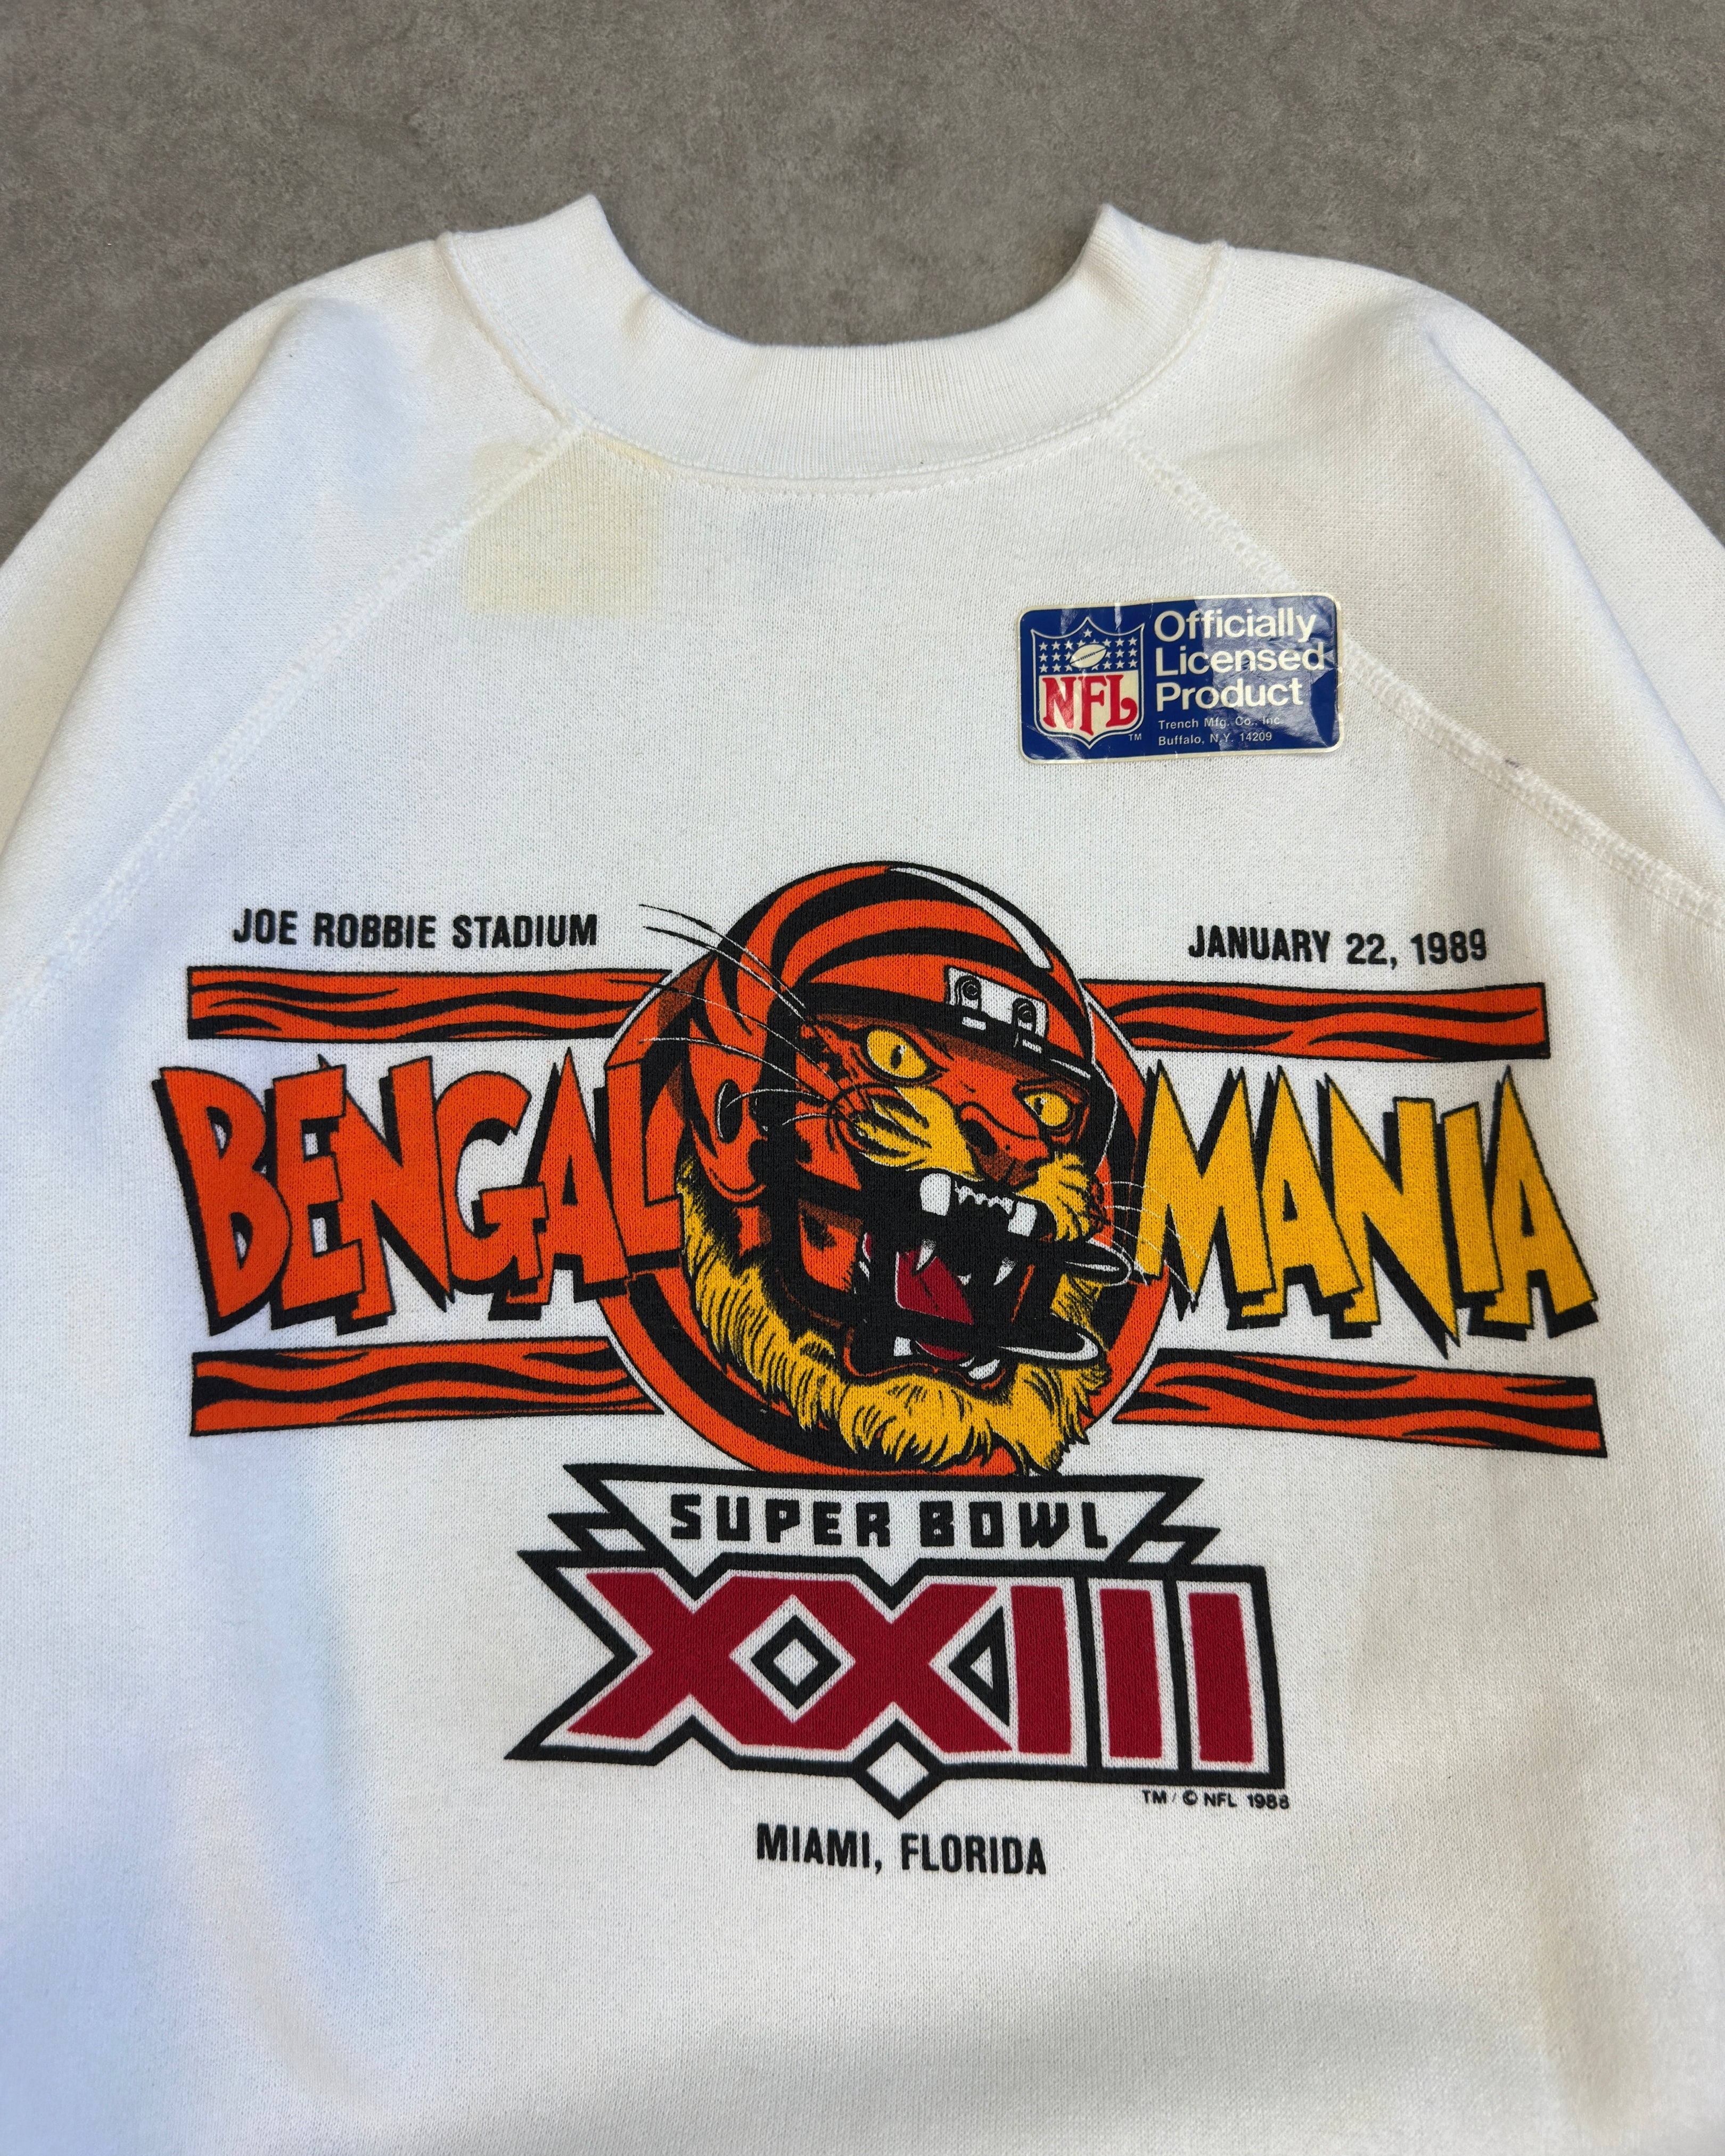 Officially
Licensed
Product
NFL
TM
Trench Mfg. Co., Inc.
Buffalo, N.Y. 14209
JOE ROBBIE STADIUM
JANUARY 22, 1989
BENGAL MANIA
SUPER BOWL
XXIII
TM / © NFL 1988
MIAMI, FLORIDA